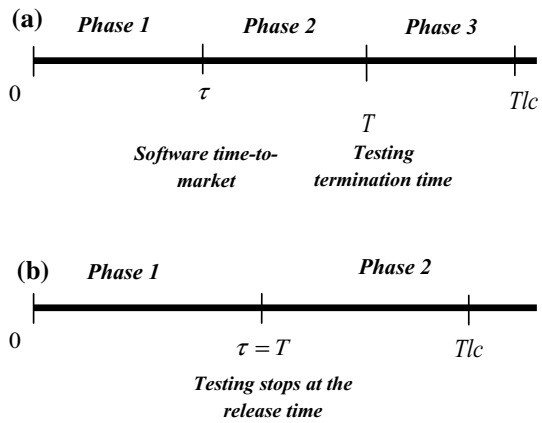 (a)
Phase 1 Phase 2 Phase 3
0 τ Tlc
T
Software time-to-
market
Testing
termination time
(b)
Phase 1 Phase 2
0 τ = T Tlc
Testing stops at the
release time